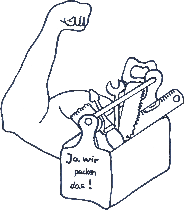 Ja, wir
packen
das!